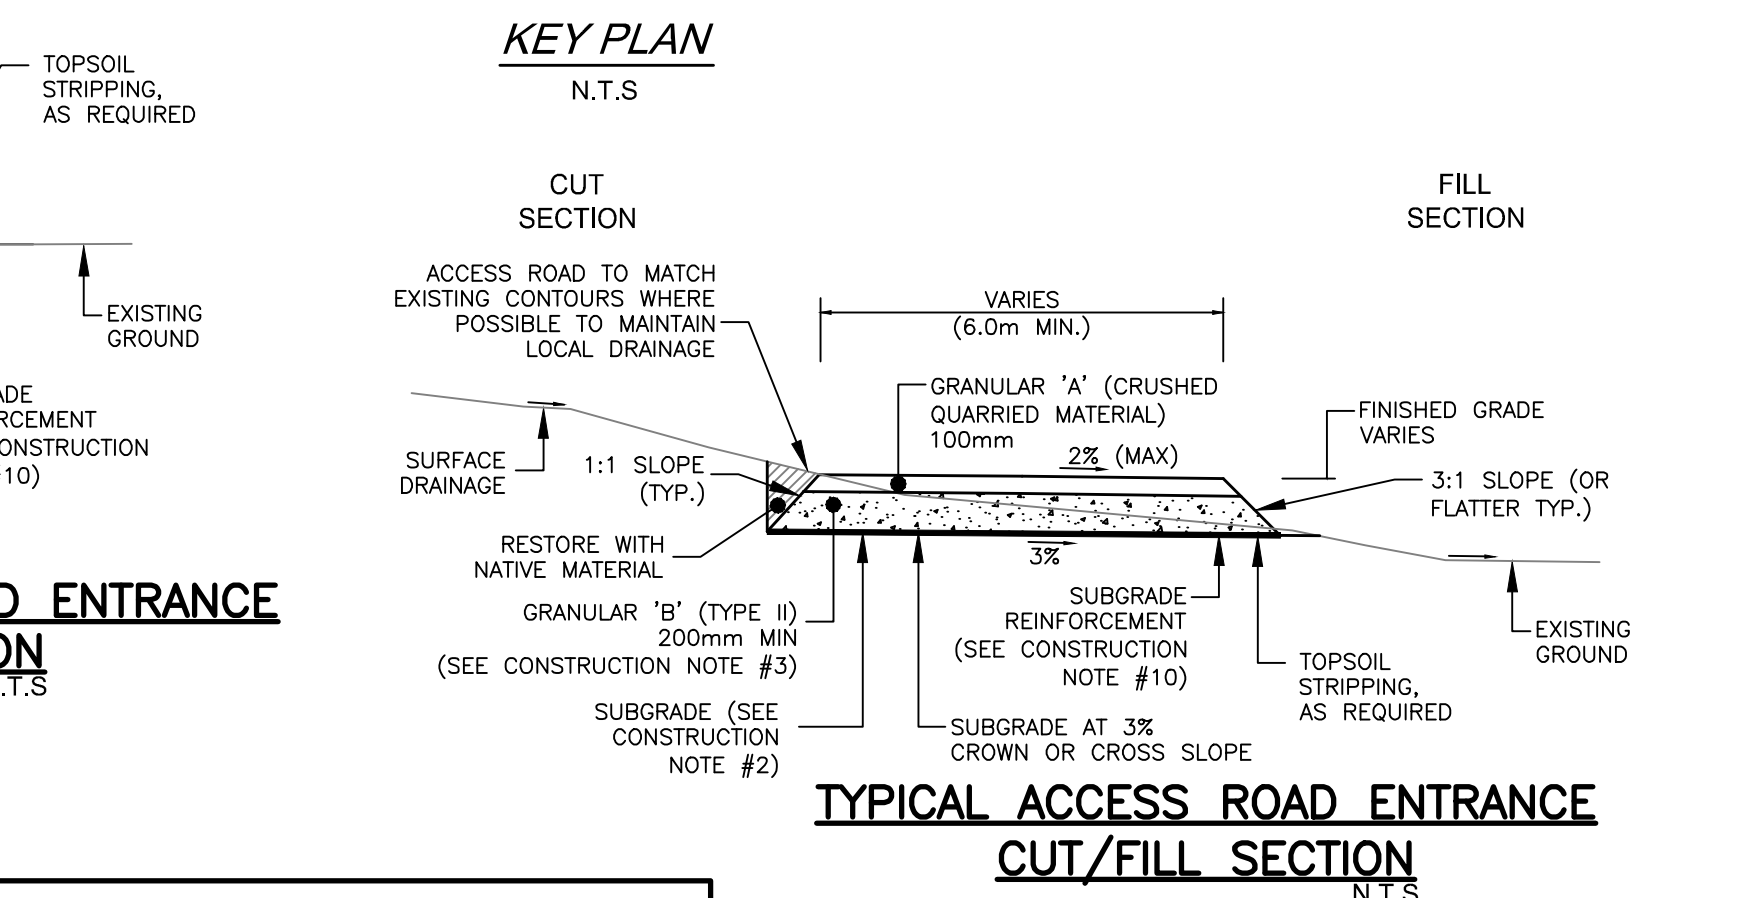 KEY PLAN
N.T.S
TOPSOIL
STRIPPING,
AS REQUIRED
EXISTING
GROUND
CONSTRUCTION
ENTRANCE
CUT
SECTION
FILL
SECTION
ACCESS ROAD TO MATCH
EXISTING CONTOURS WHERE
POSSIBLE TO MAINTAIN
LOCAL DRAINAGE
VARIES
(6.0m MIN.)
GRANULAR 'A' (CRUSHED
QUARRIED MATERIAL)
100mm
2% (MAX)
FINISHED GRADE
VARIES
SURFACE
DRAINAGE
1:1 SLOPE
(TYP.)
3:1 SLOPE (OR
FLATTER TYP.)
RESTORE WITH
NATIVE MATERIAL
3%
GRANULAR 'B' (TYPE II)
200mm MIN
(SEE CONSTRUCTION NOTE #3)
SUBGRADE
REINFORCEMENT
(SEE CONSTRUCTION
NOTE #10)
EXISTING
GROUND
TOPSOIL
STRIPPING,
AS REQUIRED
SUBGRADE (SEE
CONSTRUCTION
NOTE #2)
SUBGRADE AT 3%
CROWN OR CROSS SLOPE
TYPICAL ACCESS ROAD ENTRANCE
CUT/FILL SECTION
N.T.S